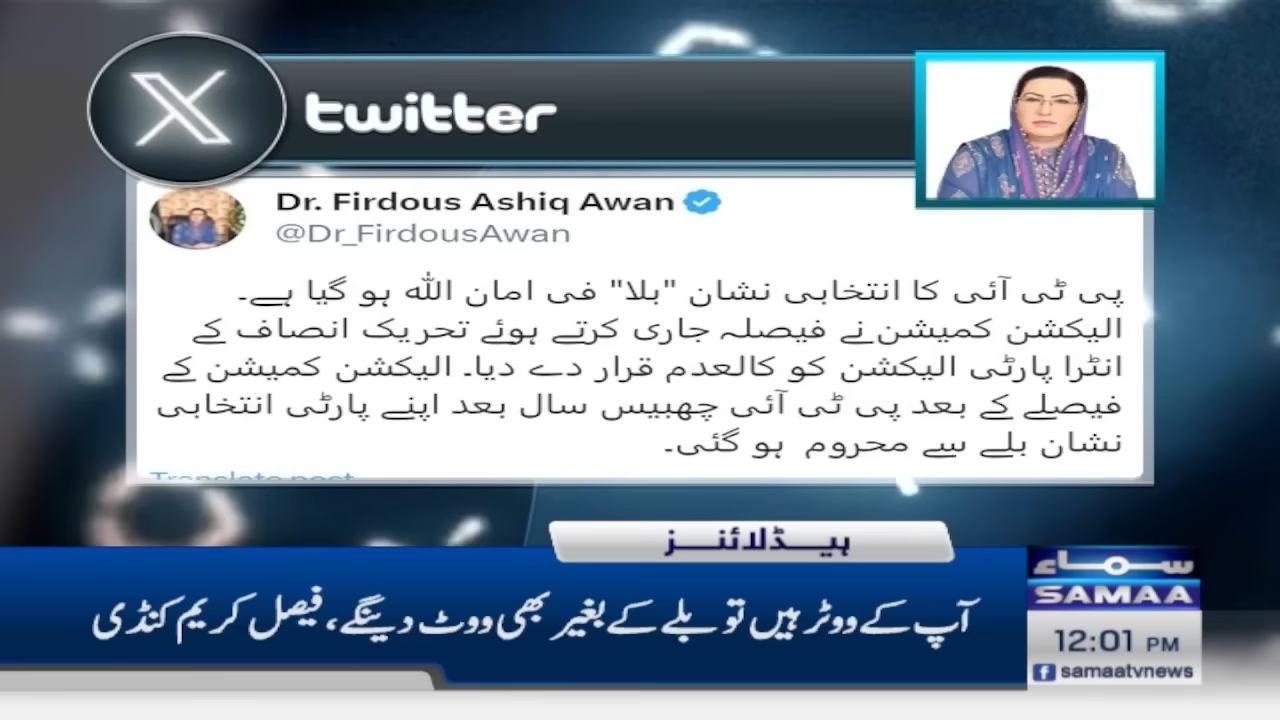 X
twitter
Dr. Firdous Ashiq Awan
@Dr_FirdousAwan
پی ٹی آئی کا انتخابی نشان "بلا" فی امان اللہ ہو گیا ہے۔
الیکشن کمیشن نے فیصلہ جاری کرتے ہوئے تحریک انصاف کے
انٹرا پارٹی الیکشن کو کالعدم قرار دے دیا۔ الیکشن کمیشن کے
فیصلے کے بعد پی ٹی آئی چھبیس سال بعد اپنے پارٹی انتخابی
نشان بلے سے محروم ہو گئی۔
Translate post
ہیڈلائنز
آپ کے ووٹر ہیں تو بلے کے بغیر بھی ووٹ دینگے، فیصل کریم کنڈی
سماء
SAMAA
12:01 PM
f samaatvnews